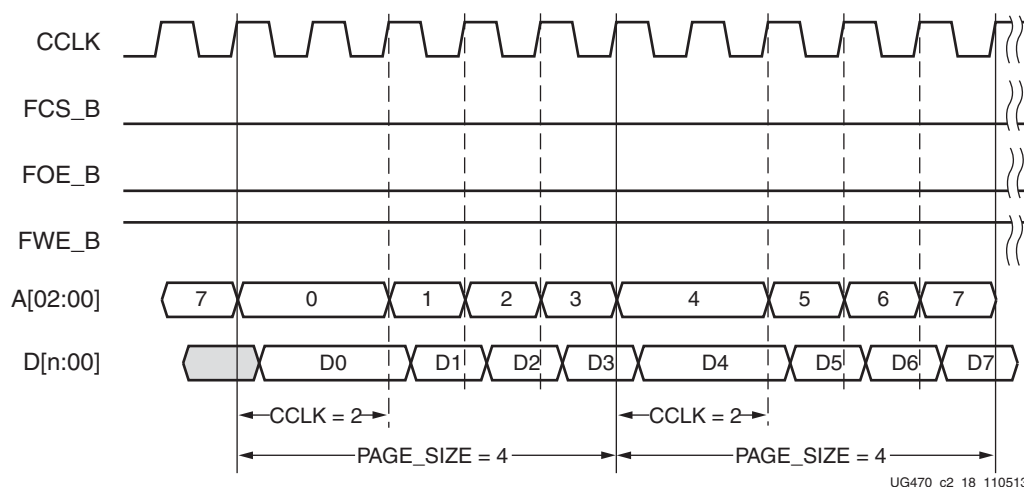 CCLK
FCS_B
FOE_B
FWE_B
A[02:00] 7 0 1 2 3 4 5 6 7
D[n:00] D0 D1 D2 D3 D4 D5 D6 D7
CCLK = 2 CCLK = 2
PAGE_SIZE = 4 PAGE_SIZE = 4
UG470_c2_18_110513